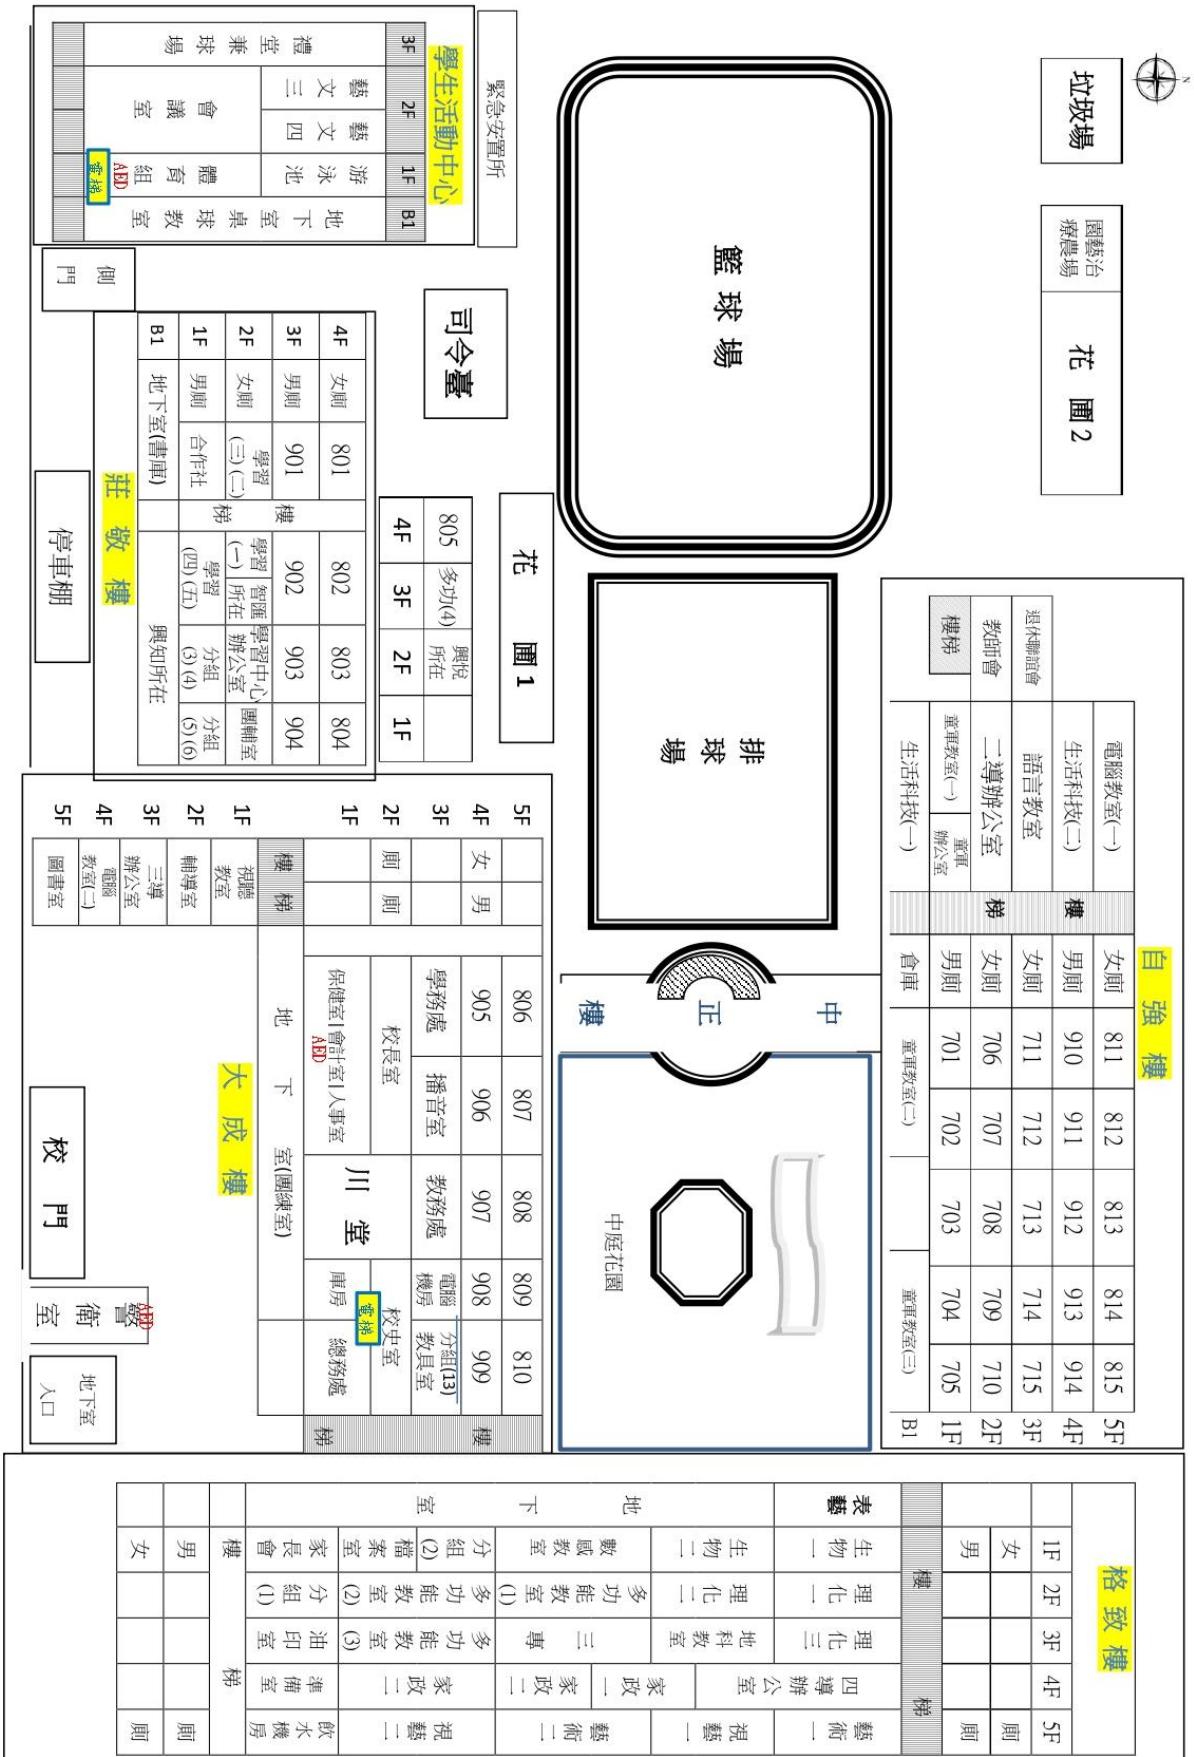 N
垃圾場
園藝治
療農場
花 圃 2
緊急安置所
學生活動中心
3F 2F 1F B1
禮堂兼球場
藝文三
藝文四
會議室
游泳池
體育組
AED
電梯
地下室桌球教室
側門
籃球場
司令臺
花 圃 1
排球場
805 多功(4) 興悅所在
4F 3F 2F 1F
4F 女廁 801 802 803 804
3F 男廁 901 902 903 904
2F 女廁 學習(三)(二) 學習(一) 智匯所在 學習中心辦公室 團輔室
1F 男廁 合作社 學習(四)(五) 分組(3)(4) 分組(5)(6)
B1 地下室(書庫) 興知所在
樓梯
莊敬樓
停車棚
自強樓
電腦教室(一) 女廁 811 812 813 814 815 5F
生活科技(二) 男廁 910 911 912 913 914 4F
退休聯誼會 語言教室 女廁 711 712 713 714 715 3F
教師會 二導辦公室 女廁 706 707 708 709 710 2F
樓梯 童軍教室(一) 童軍辦公室 男廁 701 702 703 704 705 1F
生活科技(一) 倉庫 童軍教室(二) 童軍教室(三) B1
樓梯
中正樓
中庭花園
5F 806 807 808 809 810
4F 女 男 905 906 907 908 909
3F 學務處 播音室 教務處 電腦機房 分組(13)教具室
2F 廁 廁 校長室 校史室
1F 保健室|會計室|人事室 川堂 庫房 總務處
AED
電梯
樓梯
樓梯
地下室(團練室)
1F 視聽教室
2F 輔導室
3F 三導辦公室
4F 電腦教室(二)
5F 圖書室
大成樓
校門
警衛室
AED
地下室入口
格致樓
1F 2F 3F 4F 5F
女 廁
男 廁
樓梯
表藝
地下室
生物一 理化一 理化三 四導辦公室 藝術一
生物二 理化二 地科教室 家政一 視藝一
數感教室 多功能教室(1) 三專 家政二 藝術二
分組(2) 檔案室 多功能教室(2) 多功能教室(3) 家政二 視藝二
家長會 分組(1) 油印室 準備室 飲水機房
樓梯
男 廁
女 廁